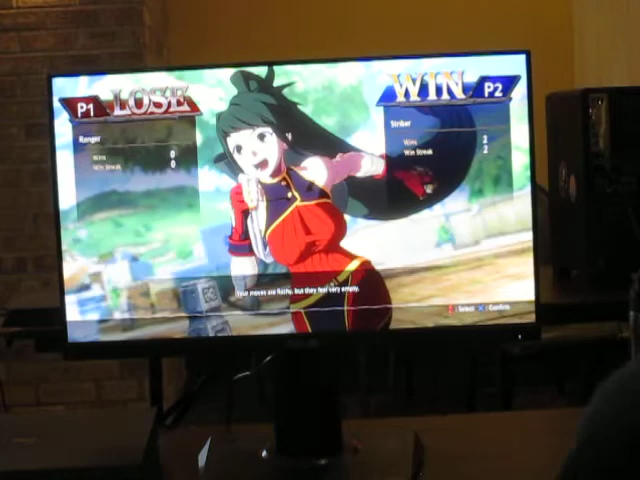 P1 LOSE
WIN P2
Ranger
Wins 0
Win Streak 0
Striker
Wins 2
Win Streak 2
Your moves are flashy, but they feel very empty.
: Select : Confirm